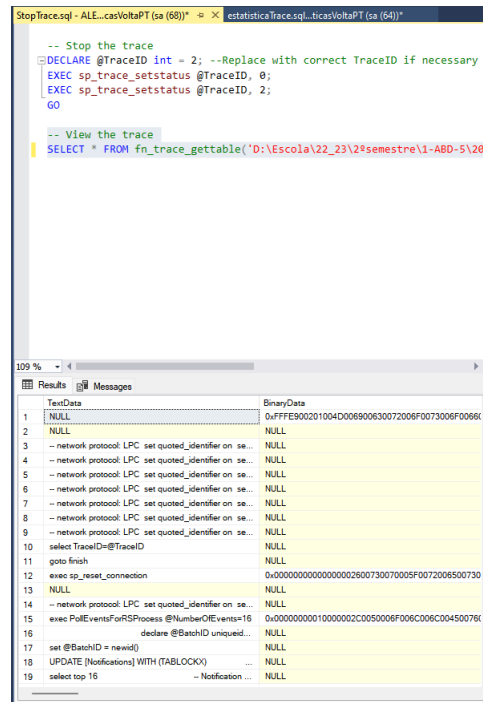 StopTrace.sql - ALE...casVoltaPT (sa (68))*
estatisticaTrace.sql...ticasVoltaPT (sa (64))*
-- Stop the trace
DECLARE @TraceID int = 2; --Replace with correct TraceID if necessary
EXEC sp_trace_setstatus @TraceID, 0;
EXEC sp_trace_setstatus @TraceID, 2;
GO
-- View the trace
SELECT * FROM fn_trace_gettable('D:\Escola\22_23\2ºsemestre\1-ABD-5\20
109 %
Results Messages
TextData BinaryData
1 NULL 0xFFFE900201004D006900630072006F0073006F00660
2 NULL NULL
3 -- network protocol: LPC set quoted_identifier on se... NULL
4 -- network protocol: LPC set quoted_identifier on se... NULL
5 -- network protocol: LPC set quoted_identifier on se... NULL
6 -- network protocol: LPC set quoted_identifier on se... NULL
7 -- network protocol: LPC set quoted_identifier on se... NULL
8 -- network protocol: LPC set quoted_identifier on se... NULL
9 -- network protocol: LPC set quoted_identifier on se... NULL
10 select TraceID=@TraceID NULL
11 goto finish NULL
12 exec sp_reset_connection 0x00000000000000002600730070005F0072006500730
13 NULL NULL
14 -- network protocol: LPC set quoted_identifier on se... NULL
15 exec PollEventsForRSProcess @NumberOfEvents=16 0x00000000010000002C0050006F006C006C004500760
16 declare @BatchID uniqueid... NULL
17 set @BatchID = newid() NULL
18 UPDATE [Notifications] WITH (TABLOCKX) ... NULL
19 select top 16 -- Notification ... NULL